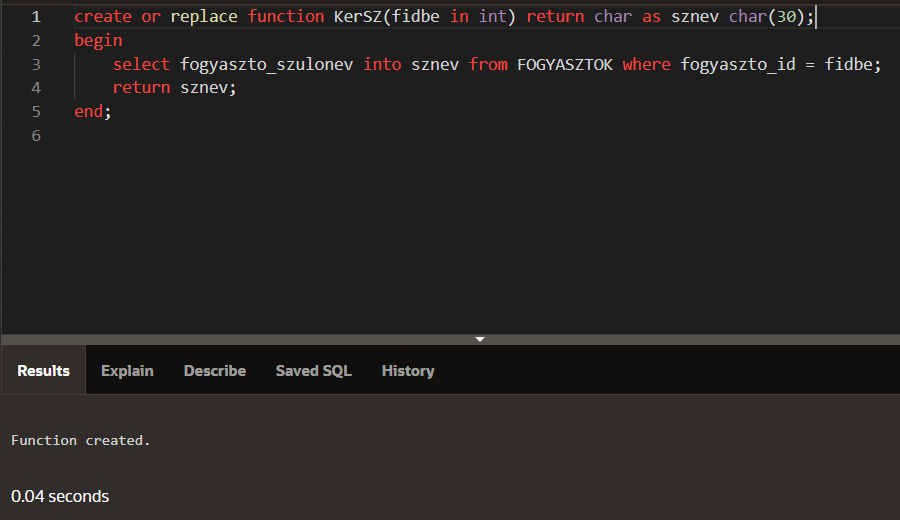 1 create or replace function KerSZ(fidbe in int) return char as sznev char(30);
2 begin
3 select fogyaszto_szulonev into sznev from FOGYASZTOK where fogyaszto_id = fidbe;
4 return sznev;
5 end;
6
Results Explain Describe Saved SQL History
Function created.
0.04 seconds